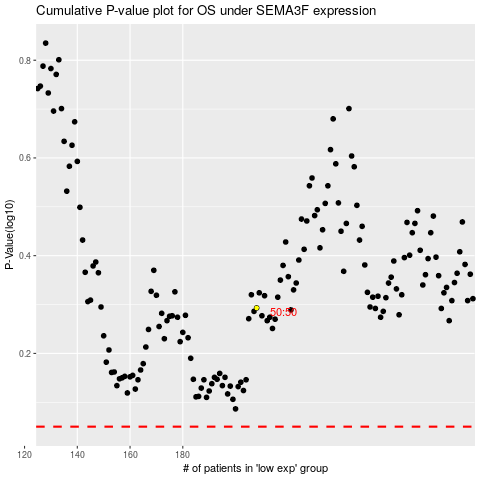 Cumulative P-value plot for OS under SEMA3F expression
P-Value(log10)
0.8
0.6
0.4
0.2
50:50
120 140 160 180
# of patients in 'low exp' group